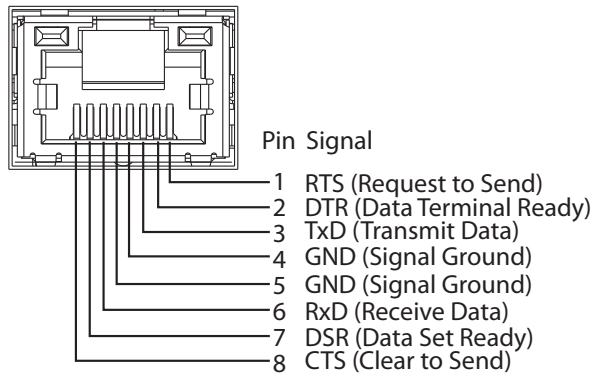 Pin Signal
1 RTS (Request to Send)
2 DTR (Data Terminal Ready)
3 TxD (Transmit Data)
4 GND (Signal Ground)
5 GND (Signal Ground)
6 RxD (Receive Data)
7 DSR (Data Set Ready)
8 CTS (Clear to Send)